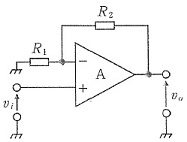 R₂
R₁
−
A
+
vᵢ
vₒ